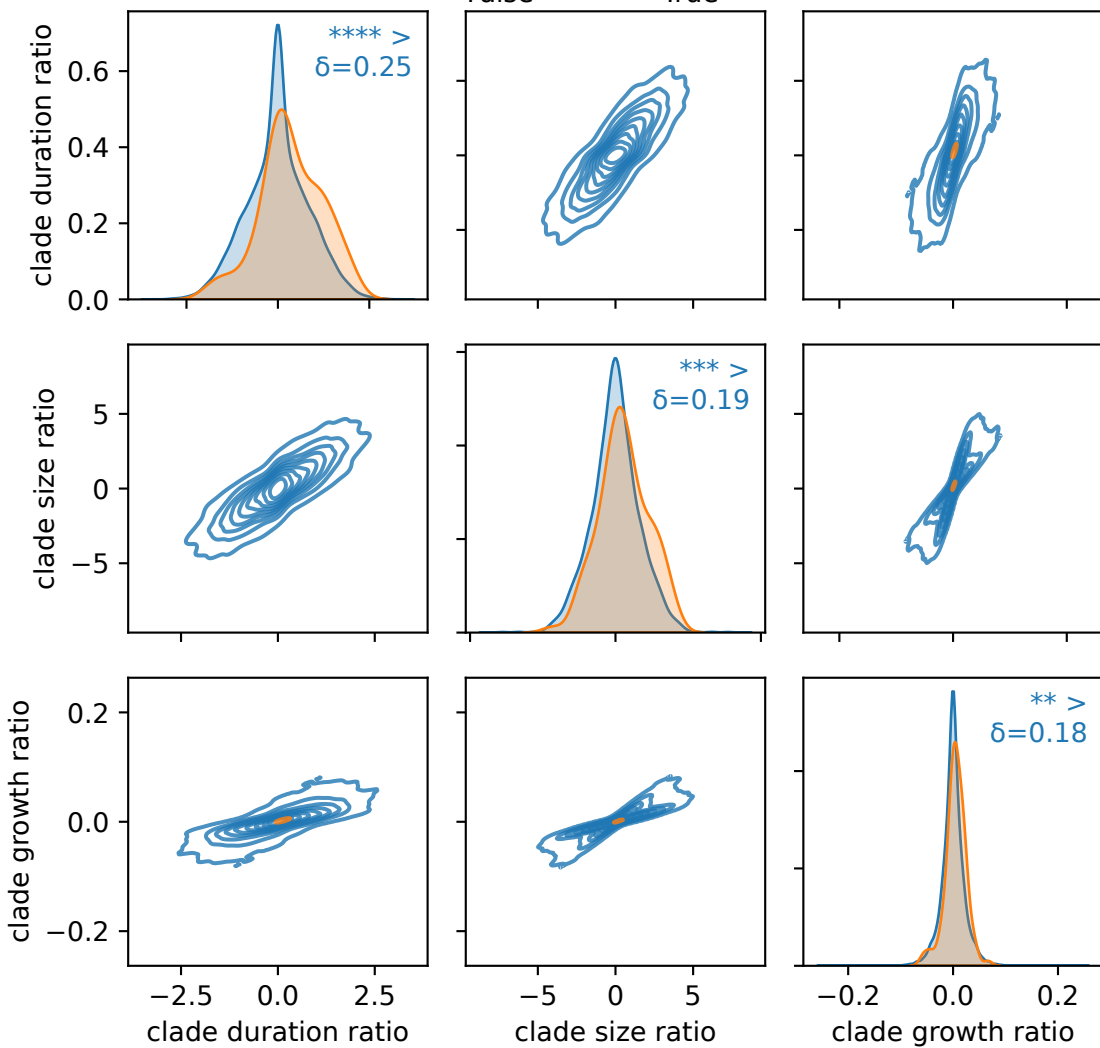 clade duration ratio
0.6
0.4
0.2
0.0
**** >
δ=0.25
clade size ratio
5
0
−5
*** >
δ=0.19
clade growth ratio
0.2
0.0
−0.2
** >
δ=0.18
−2.5 0.0 2.5
−5 0 5
−0.2 0.0 0.2
clade duration ratio
clade size ratio
clade growth ratio